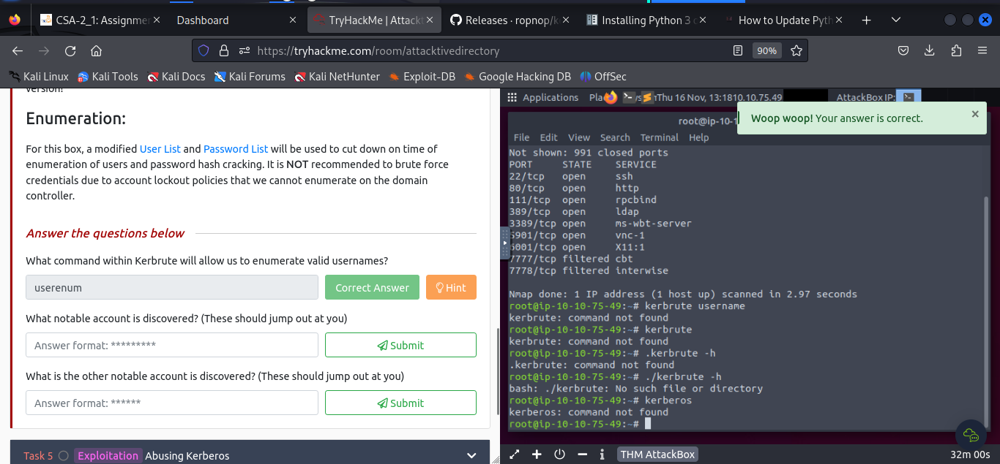 CSA-2_1: Assignmer
Dashboard
TryHackMe | Attackt
Releases · ropnop/k
Installing Python 3 o
How to Update Pyth
https://tryhackme.com/room/attacktivedirectory
90%
Kali Linux
Kali Tools
Kali Docs
Kali Forums
Kali NetHunter
Exploit-DB
Google Hacking DB
OffSec
version!
Enumeration:
For this box, a modified User List and Password List will be used to cut down on time of
enumeration of users and password hash cracking. It is NOT recommended to brute force
credentials due to account lockout policies that we cannot enumerate on the domain
controller.
Answer the questions below
What command within Kerbrute will allow us to enumerate valid usernames?
userenum
Correct Answer
Hint
What notable account is discovered? (These should jump out at you)
Answer format: *********
Submit
What is the other notable account is discovered? (These should jump out at you)
Answer format: ******
Submit
Task 5
Exploitation
Abusing Kerberos
Applications
Pla
Thu 16 Nov, 13:18
10.10.75.49
AttackBox IP:
Woop woop! Your answer is correct.
root@ip-10-1
File Edit View Search Terminal Help
Not shown: 991 closed ports
PORT STATE SERVICE
22/tcp open ssh
80/tcp open http
111/tcp open rpcbind
389/tcp open ldap
3389/tcp open ms-wbt-server
5901/tcp open vnc-1
6001/tcp open X11:1
7777/tcp filtered cbt
7778/tcp filtered interwise
Nmap done: 1 IP address (1 host up) scanned in 2.97 seconds
root@ip-10-10-75-49:~# kerbrute username
kerbrute: command not found
root@ip-10-10-75-49:~# kerbrute
kerbrute: command not found
root@ip-10-10-75-49:~# .kerbrute -h
.kerbrute: command not found
root@ip-10-10-75-49:~# ./kerbrute -h
bash: ./kerbrute: No such file or directory
root@ip-10-10-75-49:~# kerberos
kerberos: command not found
root@ip-10-10-75-49:~#
THM AttackBox
32m 00s